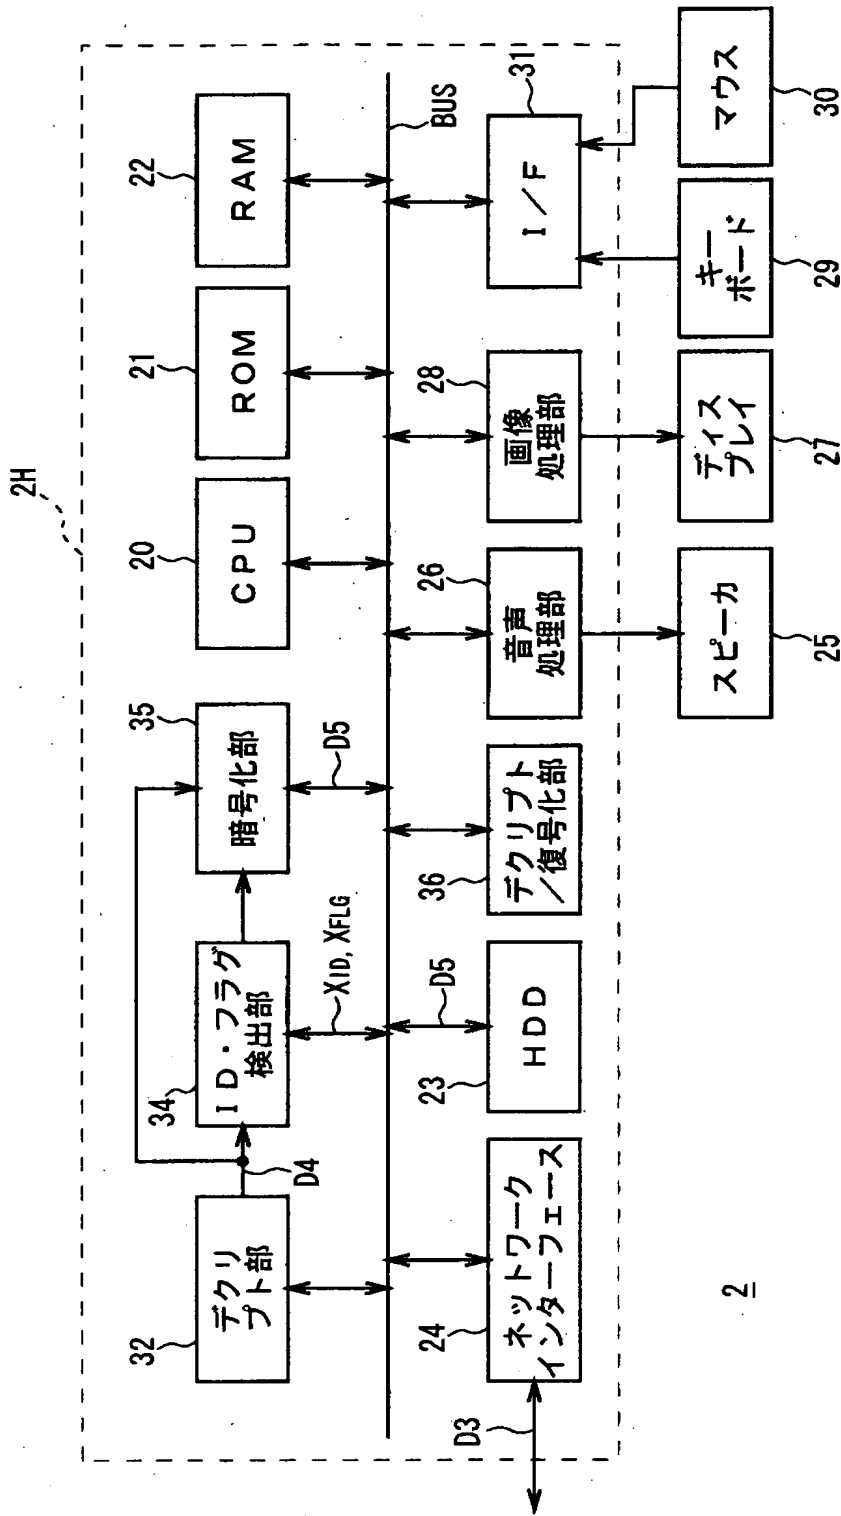 2H
32
デクリ
プト部
D4
34
ID・フラグ
検出部
XID, XFLG
35
暗号化部
D5
20
CPU
21
ROM
22
RAM
BUS
D3
24
ネットワーク
インターフェース
23
HDD
D5
36
デクリプト
／復号化部
26
音声
処理部
28
画像
処理部
31
I/F
25
スピーカ
27
ディス
プレイ
29
キー
ボード
30
マウス
2